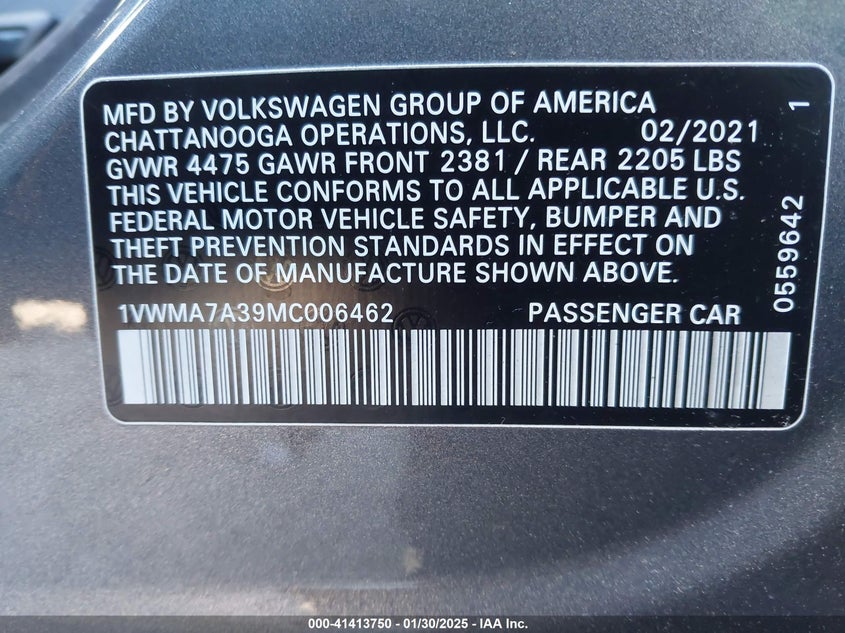 MFD BY VOLKSWAGEN GROUP OF AMERICA
CHATTANOOGA OPERATIONS, LLC. 02/2021
GVWR 4475 GAWR FRONT 2381 / REAR 2205 LBS
THIS VEHICLE CONFORMS TO ALL APPLICABLE U.S.
FEDERAL MOTOR VEHICLE SAFETY, BUMPER AND
THEFT PREVENTION STANDARDS IN EFFECT ON
THE DATE OF MANUFACTURE SHOWN ABOVE.
1VWMA7A39MC006462 PASSENGER CAR
0559642 1
000-41413750 - 01/30/2025 - IAA Inc.